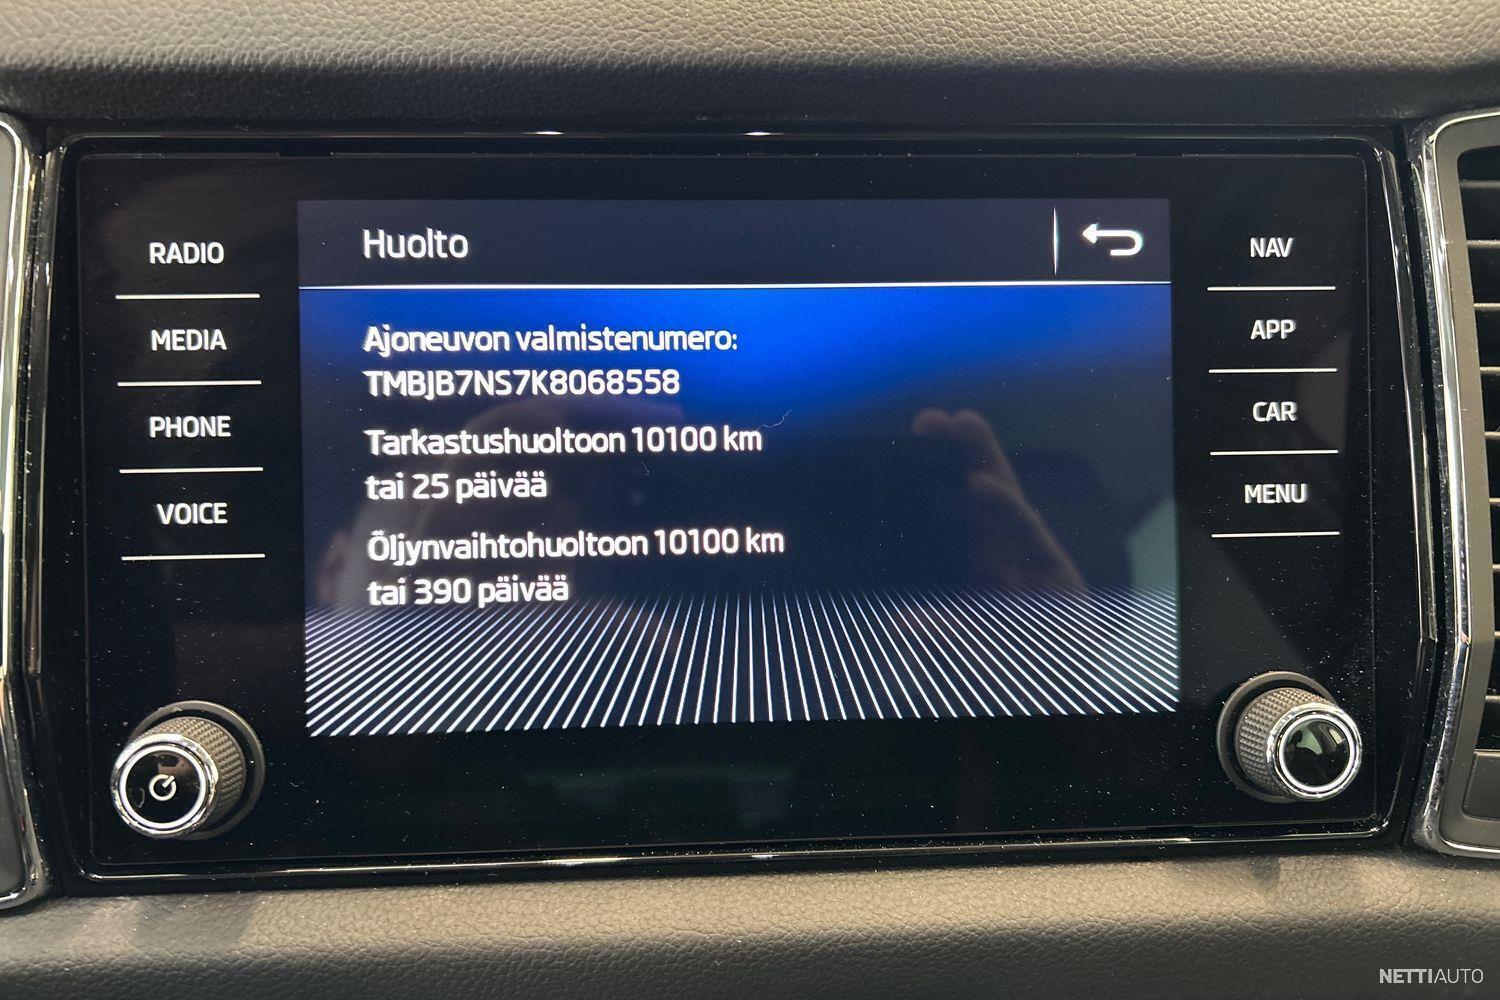 Huolto
RADIO
MEDIA
PHONE
VOICE
Ajoneuvon valmistenumero:
TMBJB7NS7K8068558
Tarkastushuoltoon 10100 km
tai 25 päivää
Öljynvaihtohuoltoon 10100 km
tai 390 päivää
NAV
APP
CAR
MENU
NETTIAUTO